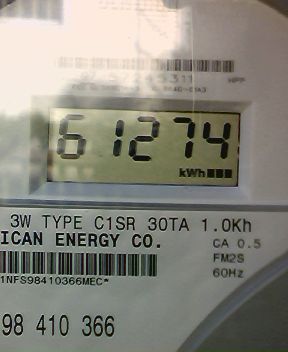 61274
kWh
3W TYPE C1SR 30TA 1.0Kh
ICAN ENERGY CO.
CA 0.5
FM2S
60Hz
1NFS98410366MEC*
98 410 366